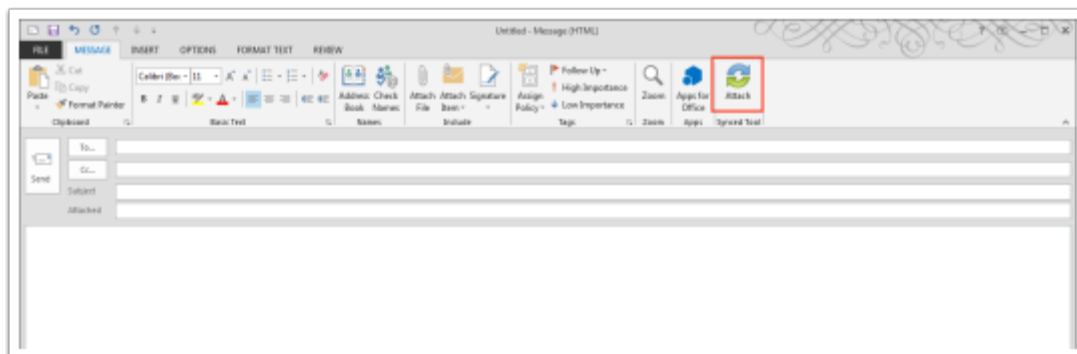 Untitled - Message (HTML)
FILE MESSAGE INSERT OPTIONS FORMAT TEXT REVIEW
Paste
Cut
Copy
Format Painter
Clipboard
Calibri (Bo 11 A A
B I U A
Basic Text
Address Book
Check Names
Names
Attach File
Attach Item
Signature
Include
Assign Policy
Follow Up
High Importance
Low Importance
Tags
Zoom
Zoom
Apps for Office
Apps
Attach
Synced Tool
Send
To...
Cc...
Subject
Attached